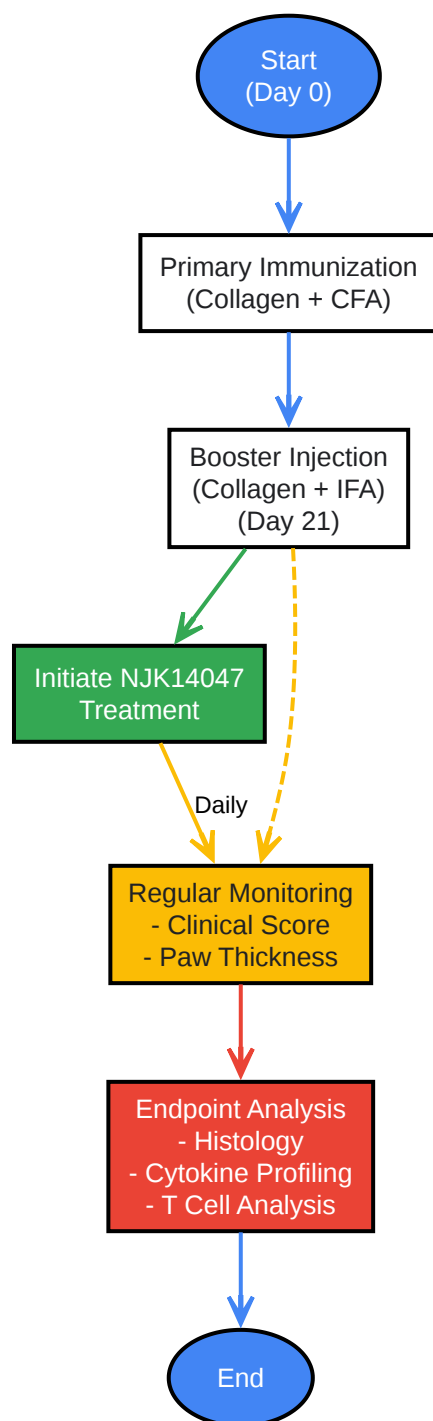 Start
(Day 0)
Primary Immunization
(Collagen + CFA)
Booster Injection
(Collagen + IFA)
(Day 21)
Initiate NJK14047
Treatment
Daily
Regular Monitoring
- Clinical Score
- Paw Thickness
Endpoint Analysis
- Histology
- Cytokine Profiling
- T Cell Analysis
End